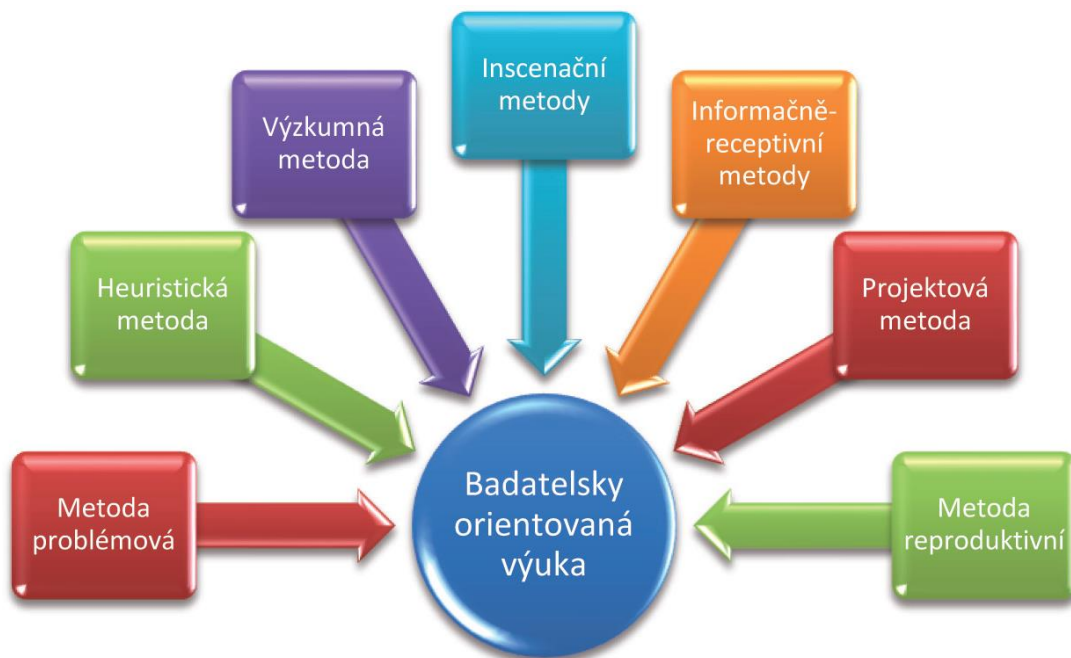 Inscenační
metody
Výzkumná
metoda
Informačně-
receptivní
metody
Heuristická
metoda
Projektová
metoda
Metoda
problémová
Badatelsky
orientovaná
výuka
Metoda
reproduktivní